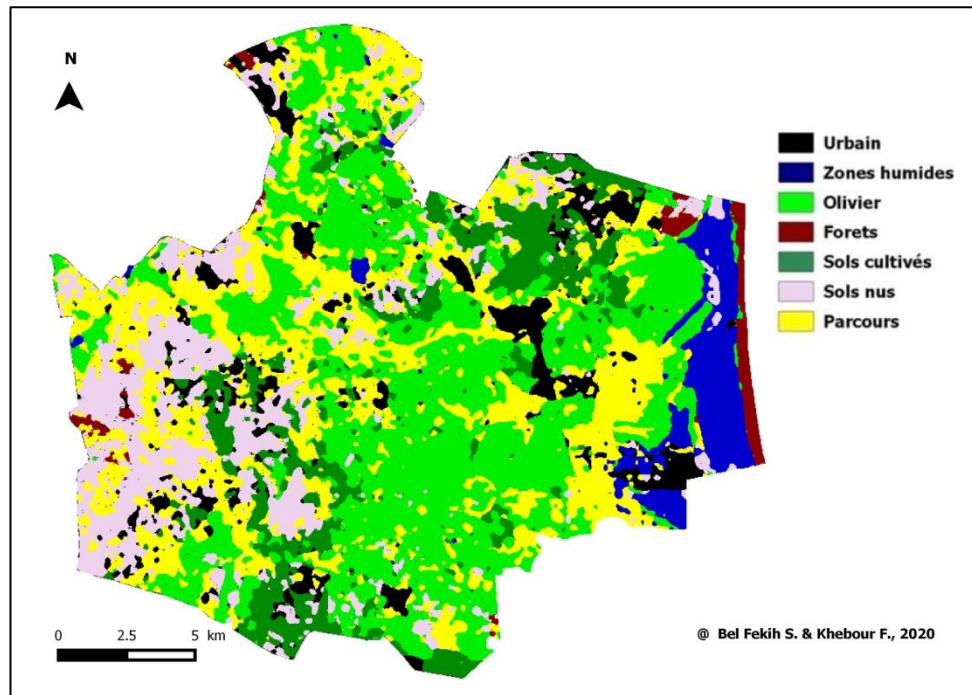 N
Urbain
Zones humides
Olivier
Forets
Sols cultivés
Sols nus
Parcours
0 2.5 5 km
@ Bel Fekih S. & Khebour F., 2020